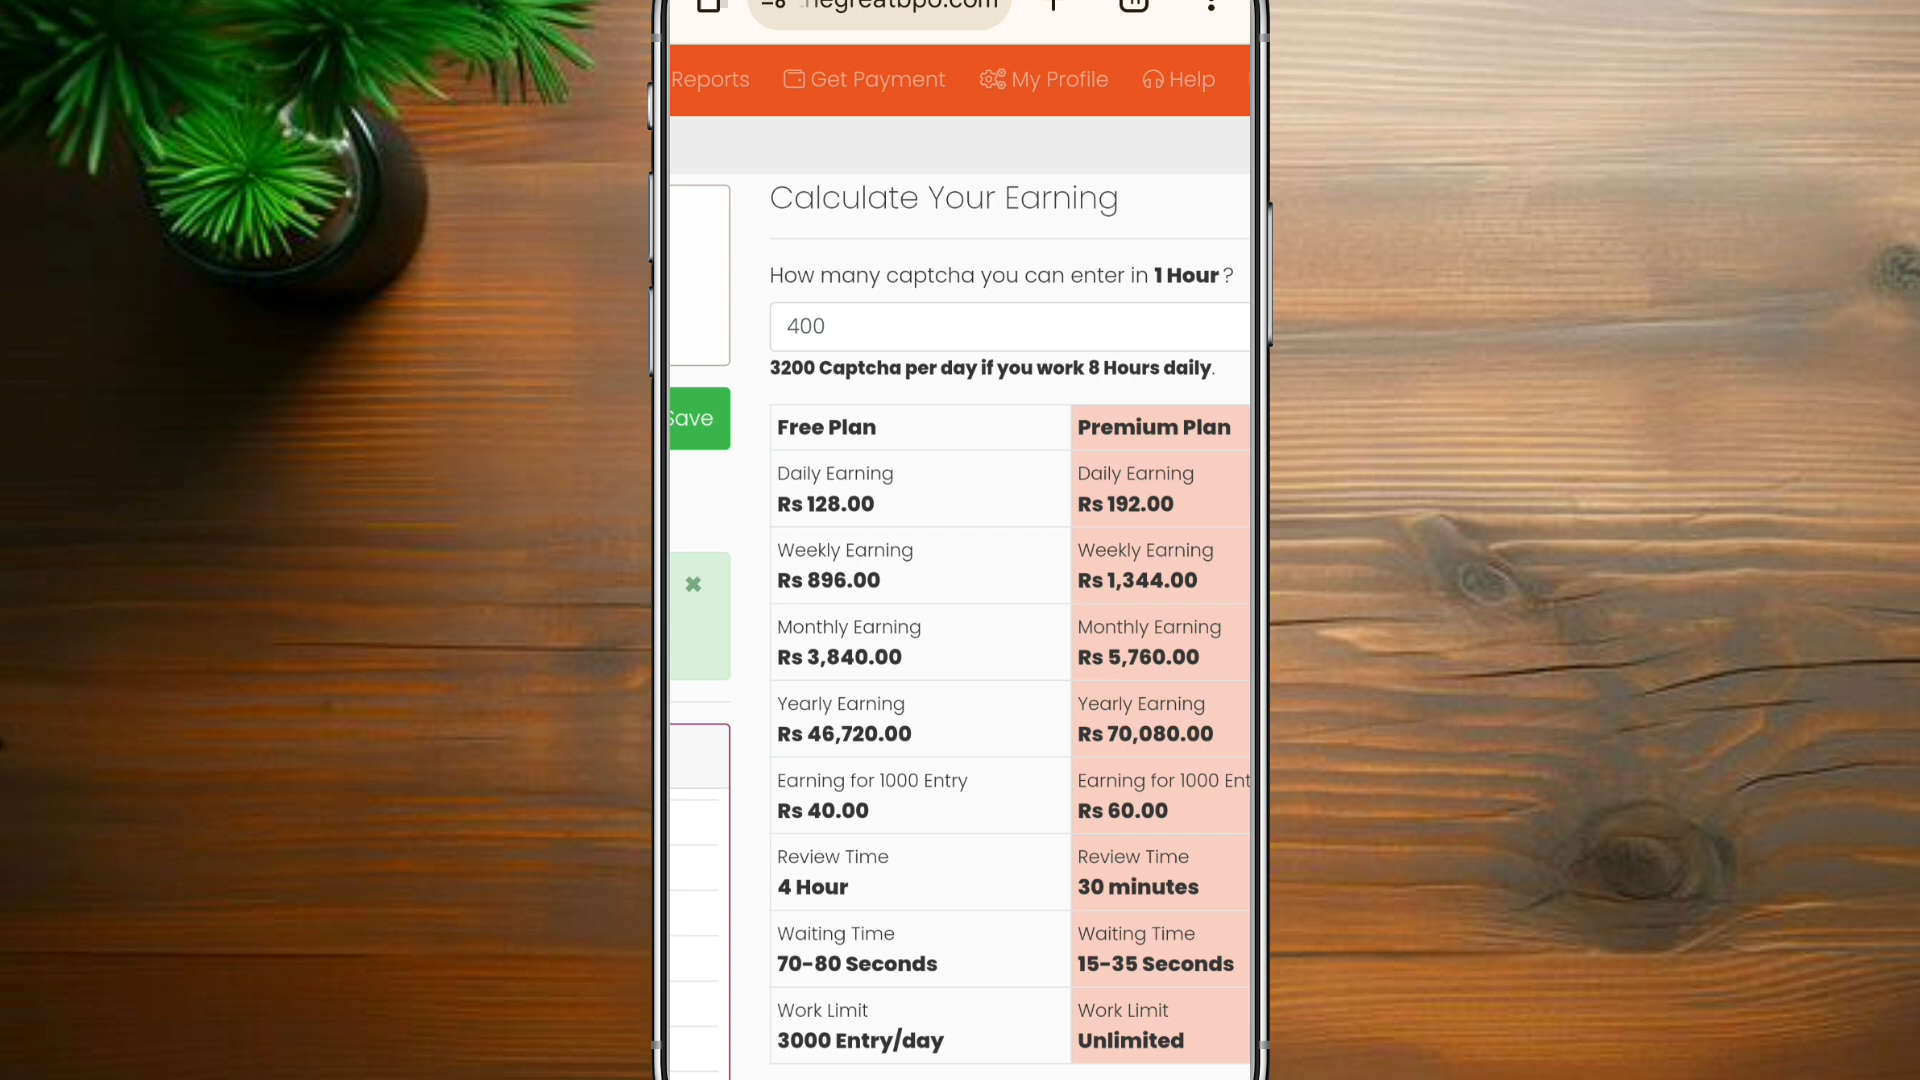 negreatbpo.com
Reports Get Payment My Profile Help
Calculate Your Earning
How many captcha you can enter in 1 Hour ?
400
3200 Captcha per day if you work 8 Hours daily.
Save
Free Plan Premium Plan
Daily Earning Daily Earning
Rs 128.00 Rs 192.00
Weekly Earning Weekly Earning
Rs 896.00 Rs 1,344.00
Monthly Earning Monthly Earning
Rs 3,840.00 Rs 5,760.00
Yearly Earning Yearly Earning
Rs 46,720.00 Rs 70,080.00
Earning for 1000 Entry Earning for 1000 Ent
Rs 40.00 Rs 60.00
Review Time Review Time
4 Hour 30 minutes
Waiting Time Waiting Time
70-80 Seconds 15-35 Seconds
Work Limit Work Limit
3000 Entry/day Unlimited